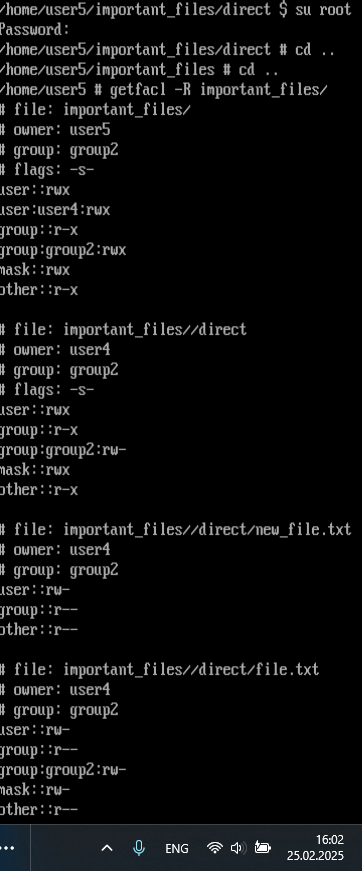 /home/user5/important_files/direct $ su root
Password:
/home/user5/important_files/direct # cd ..
/home/user5/important_files # cd ..
/home/user5 # getfacl -R important_files/
# file: important_files/
# owner: user5
# group: group2
# flags: -s-
user::rwx
user:user4:rwx
group::r-x
group:group2:rwx
mask::rwx
other::r-x
# file: important_files//direct
# owner: user4
# group: group2
# flags: -s-
user::rwx
group::r-x
group:group2:rw-
mask::rwx
other::r-x
# file: important_files//direct/new_file.txt
# owner: user4
# group: group2
user::rw-
group::r--
other::r--
# file: important_files//direct/file.txt
# owner: user4
# group: group2
user::rw-
group::r--
group:group2:rw-
mask::rw-
other::r--
ENG
16:02
25.02.2025